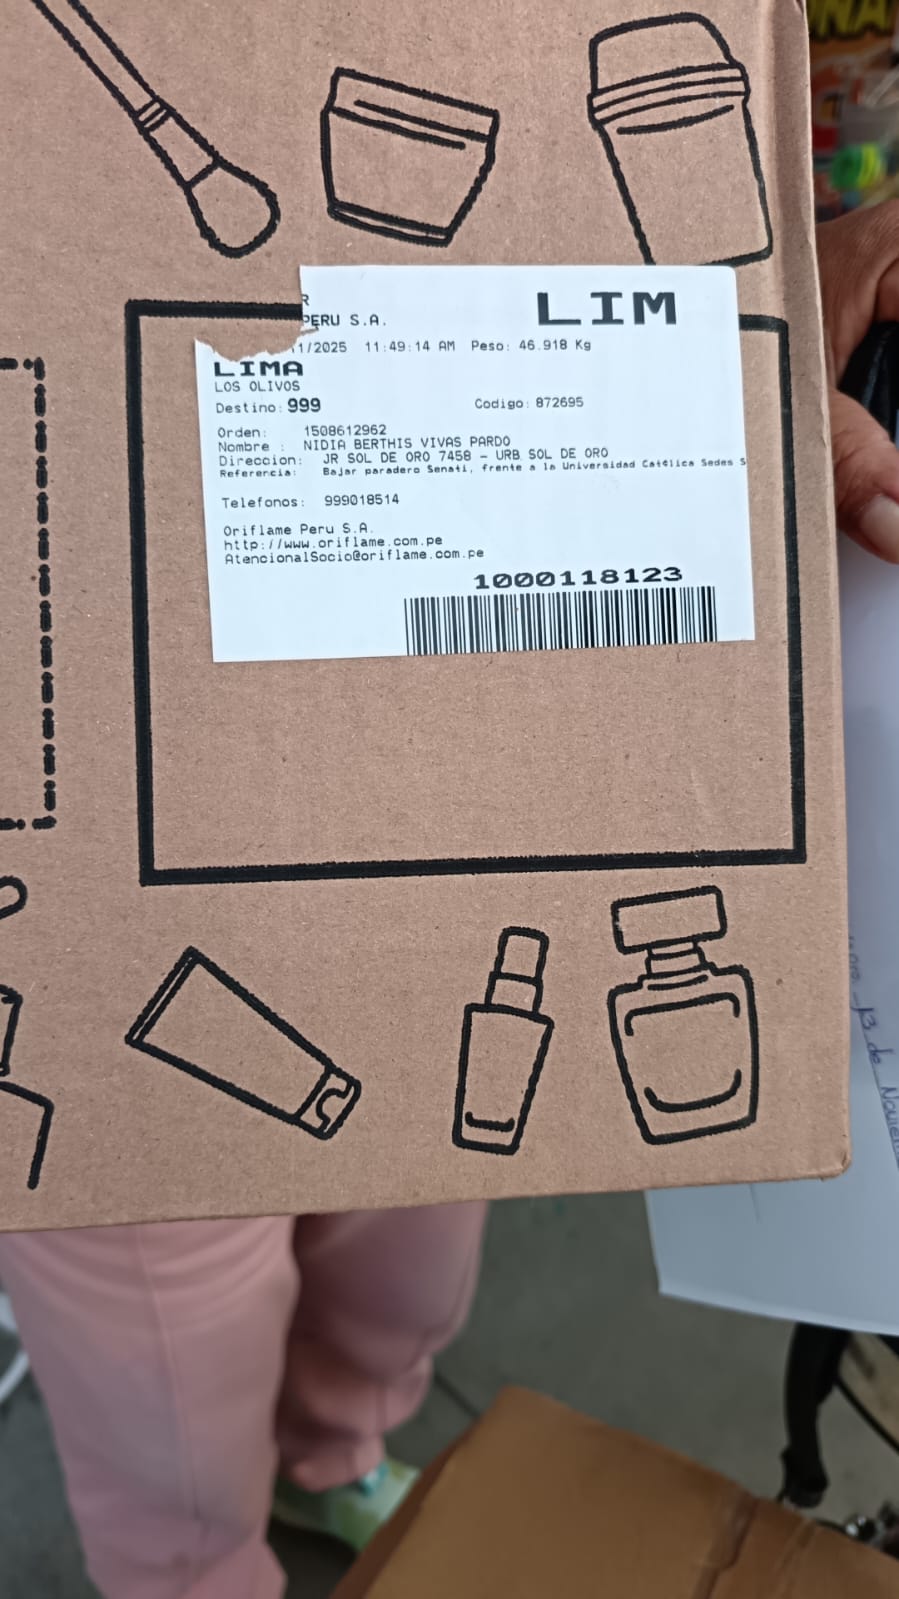 PERU S.A.
LIM
11:49:14 AM Peso: 46.918 Kg
LIMA
LOS OLIVOS
Destino: 999 Codigo: 872695
Orden: 1508612962
Nombre : NIDIA BERTHIS VIVAS PARDO
Direccion: JR SOL DE ORO 7458 - URB SOL DE ORO
Referencia: Bajar paradero Senati, frente a la Universidad Católica Sedes S
Telefonos: 999018514
Oriflame Peru S.A.
http://www.oriflame.com.pe
AtencionalSocio@oriflame.com.pe
1000118123
13 de